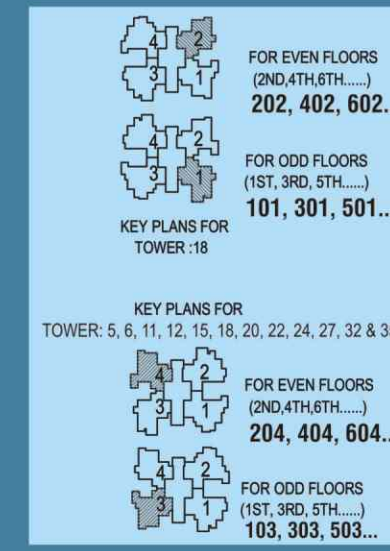 4 2
3 1
FOR EVEN FLOORS
(2ND,4TH,6TH......)
202, 402, 602.
4 2
3 1
FOR ODD FLOORS
(1ST, 3RD, 5TH......)
101, 301, 501...
KEY PLANS FOR
TOWER :18
KEY PLANS FOR
TOWER: 5, 6, 11, 12, 15, 18, 20, 22, 24, 27, 32 &
4 2
3 1
FOR EVEN FLOORS
(2ND,4TH,6TH......)
204, 404, 604...
4 2
3 1
FOR ODD FLOORS
(1ST, 3RD, 5TH......)
103, 303, 503...